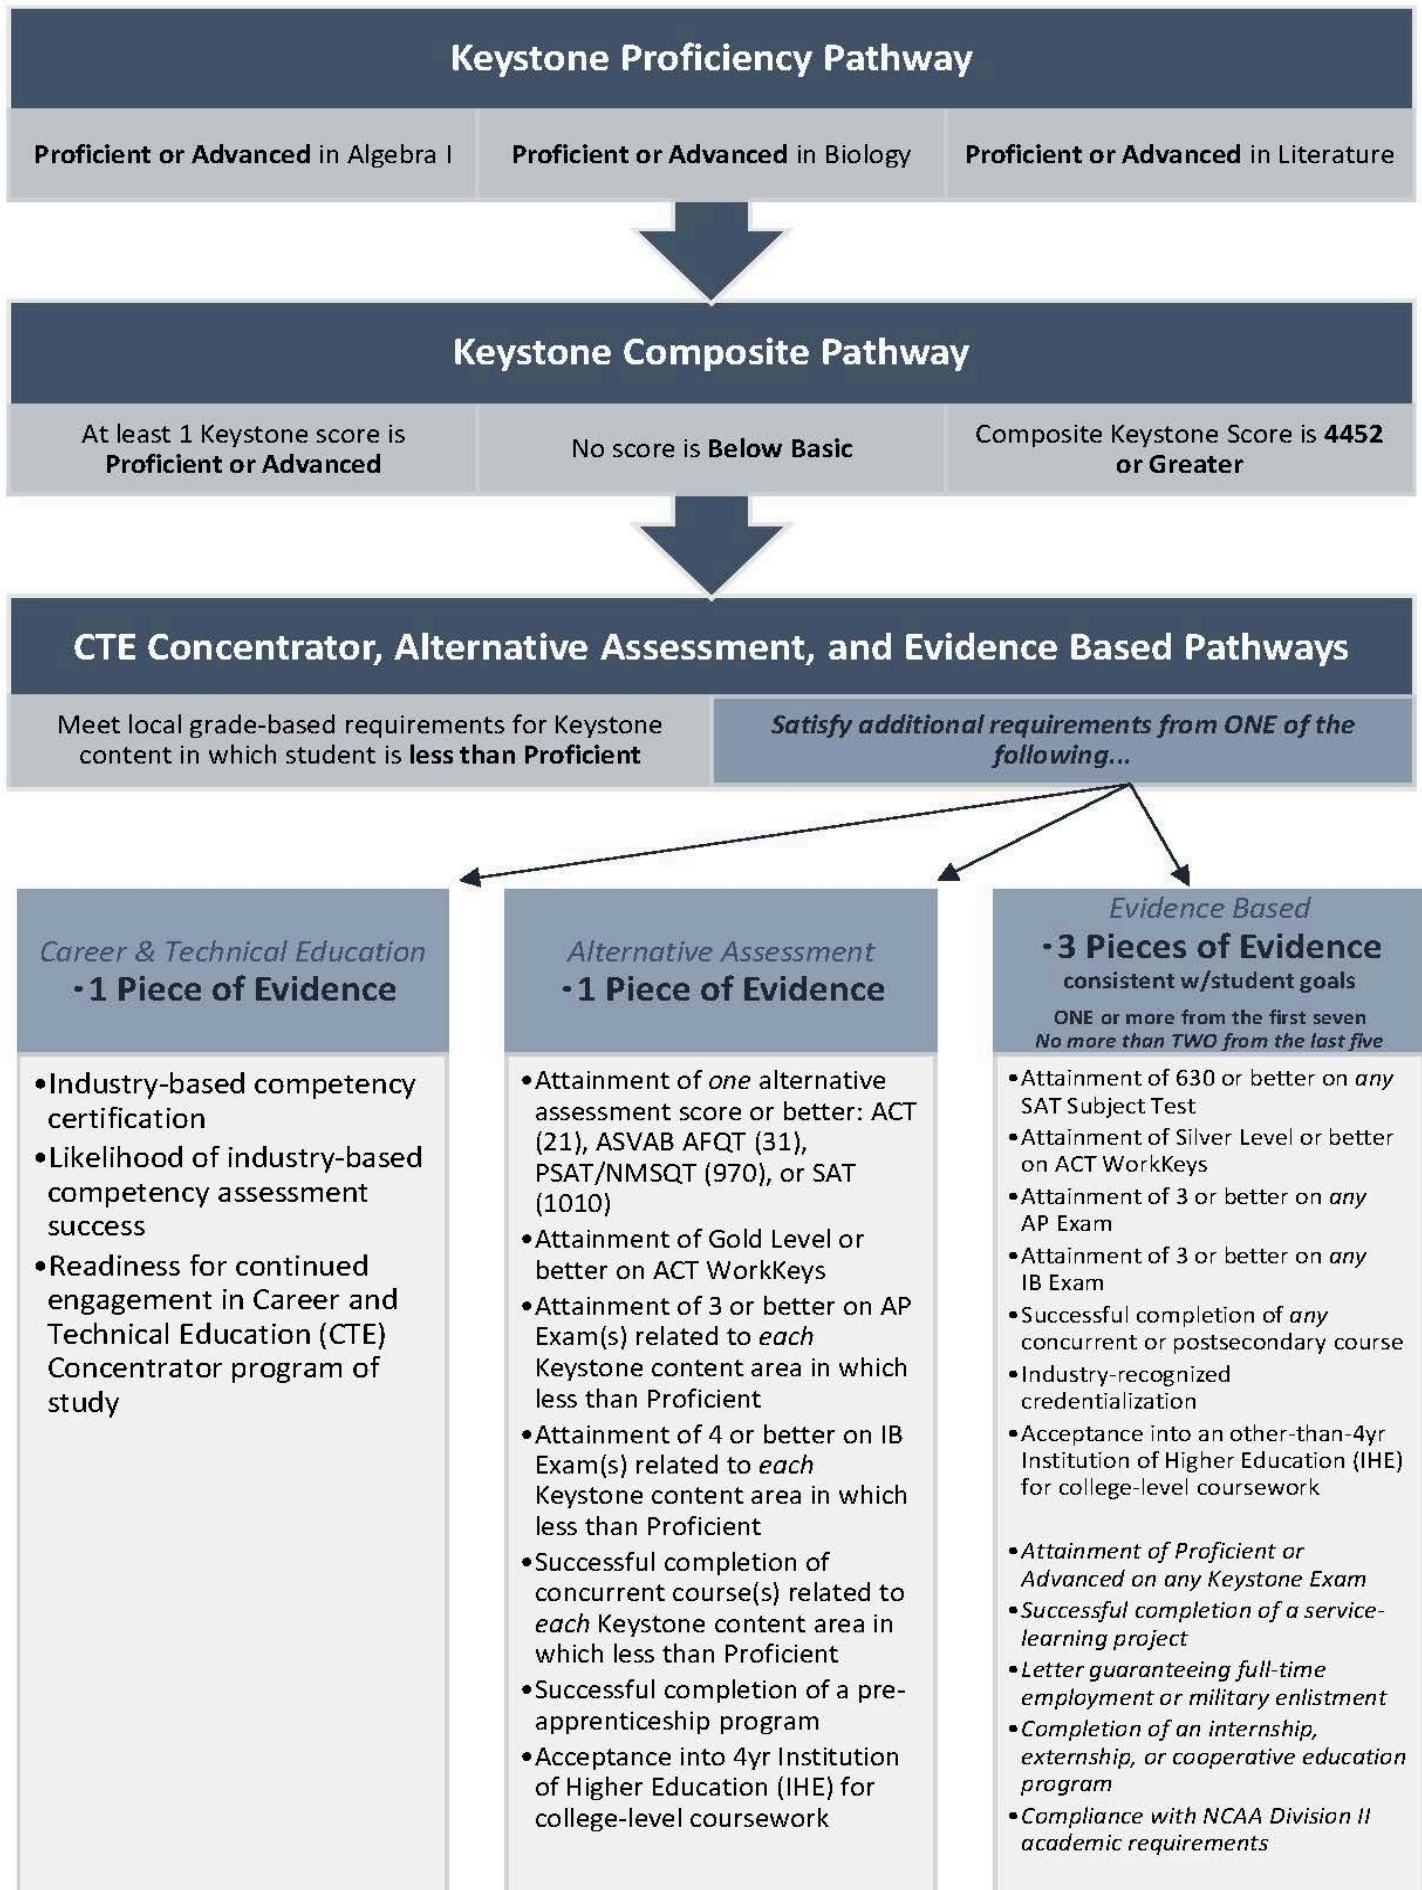 Keystone Proficiency Pathway
Proficient or Advanced in Algebra I
Proficient or Advanced in Biology
Proficient or Advanced in Literature
Keystone Composite Pathway
At least 1 Keystone score is
Proficient or Advanced
No score is Below Basic
Composite Keystone Score is 4452
or Greater
CTE Concentrator, Alternative Assessment, and Evidence Based Pathways
Meet local grade-based requirements for Keystone
content in which student is less than Proficient
Satisfy additional requirements from ONE of the
following...
Career & Technical Education
•1 Piece of Evidence
•Industry-based competency
certification
•Likelihood of industry-based
competency assessment
success
•Readiness for continued
engagement in Career and
Technical Education (CTE)
Concentrator program of
study
Alternative Assessment
•1 Piece of Evidence
•Attainment of one alternative
assessment score or better: ACT
(21), ASVAB AFQT (31),
PSAT/NMSQT (970), or SAT
(1010)
•Attainment of Gold Level or
better on ACT WorkKeys
•Attainment of 3 or better on AP
Exam(s) related to each
Keystone content area in which
less than Proficient
•Attainment of 4 or better on IB
Exam(s) related to each
Keystone content area in which
less than Proficient
•Successful completion of
concurrent course(s) related to
each Keystone content area in
which less than Proficient
•Successful completion of a pre-
apprenticeship program
•Acceptance into 4yr Institution
of Higher Education (IHE) for
college-level coursework
Evidence Based
•3 Pieces of Evidence
consistent w/student goals
ONE or more from the first seven
No more than TWO from the last five
•Attainment of 630 or better on any
SAT Subject Test
•Attainment of Silver Level or better
on ACT WorkKeys
•Attainment of 3 or better on any
AP Exam
•Attainment of 3 or better on any
IB Exam
•Successful completion of any
concurrent or postsecondary course
•Industry-recognized
credentialization
•Acceptance into an other-than-4yr
Institution of Higher Education (IHE)
for college-level coursework
•Attainment of Proficient or
Advanced on any Keystone Exam
•Successful completion of a service-
learning project
•Letter guaranteeing full-time
employment or military enlistment
•Completion of an internship,
externship, or cooperative education
program
•Compliance with NCAA Division II
academic requirements